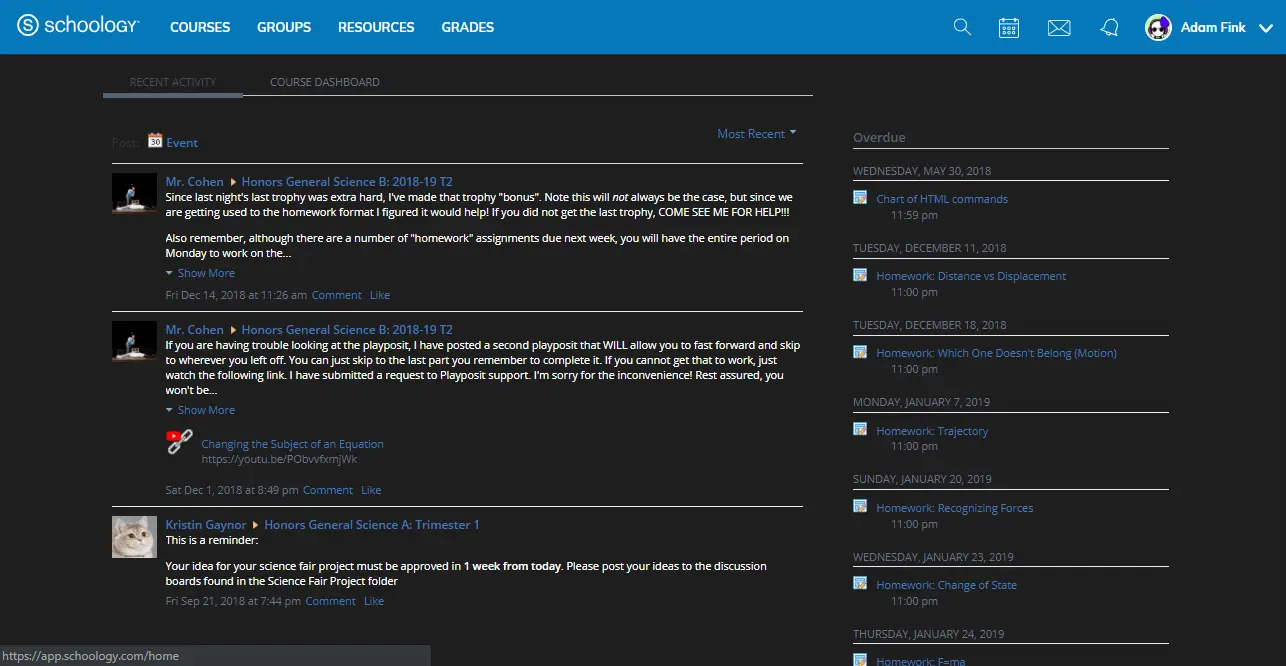 schoology COURSES GROUPS RESOURCES GRADES Adam Fink
RECENT ACTIVITY COURSE DASHBOARD
Post: 30 Event
Most Recent
Mr. Cohen Honors General Science B: 2018-19 T2
Since last night's last trophy was extra hard, I've made that trophy "bonus". Note this will not always be the case, but since we
are getting used to the homework format I figured it would help! If you did not get the last trophy, COME SEE ME FOR HELP!!!
Also remember, although there are a number of "homework" assignments due next week, you will have the entire period on
Monday to work on the...
Show More
Fri Dec 14, 2018 at 11:26 am Comment Like
Mr. Cohen Honors General Science B: 2018-19 T2
If you are having trouble looking at the playposit, I have posted a second playposit that WILL allow you to fast forward and skip
to wherever you left off. You can just skip to the last part you remember to complete it. If you cannot get that to work, just
watch the following link. I have submitted a request to Playposit support. I'm sorry for the inconvenience! Rest assured, you
won't be...
Show More
Changing the Subject of an Equation
https://youtu.be/PObvvfxmjWk
Sat Dec 1, 2018 at 8:49 pm Comment Like
Kristin Gaynor Honors General Science A: Trimester 1
This is a reminder:
Your idea for your science fair project must be approved in 1 week from today. Please post your ideas to the discussion
boards found in the Science Fair Project folder
Fri Sep 21, 2018 at 7:44 pm Comment Like
Overdue
WEDNESDAY, MAY 30, 2018
Chart of HTML commands
11:59 pm
TUESDAY, DECEMBER 11, 2018
Homework: Distance vs Displacement
11:00 pm
TUESDAY, DECEMBER 18, 2018
Homework: Which One Doesn't Belong (Motion)
11:00 pm
MONDAY, JANUARY 7, 2019
Homework: Trajectory
11:00 pm
SUNDAY, JANUARY 20, 2019
Homework: Recognizing Forces
11:00 pm
WEDNESDAY, JANUARY 23, 2019
Homework: Change of State
11:00 pm
THURSDAY, JANUARY 24, 2019
Homework: F=ma
https://app.schoology.com/home